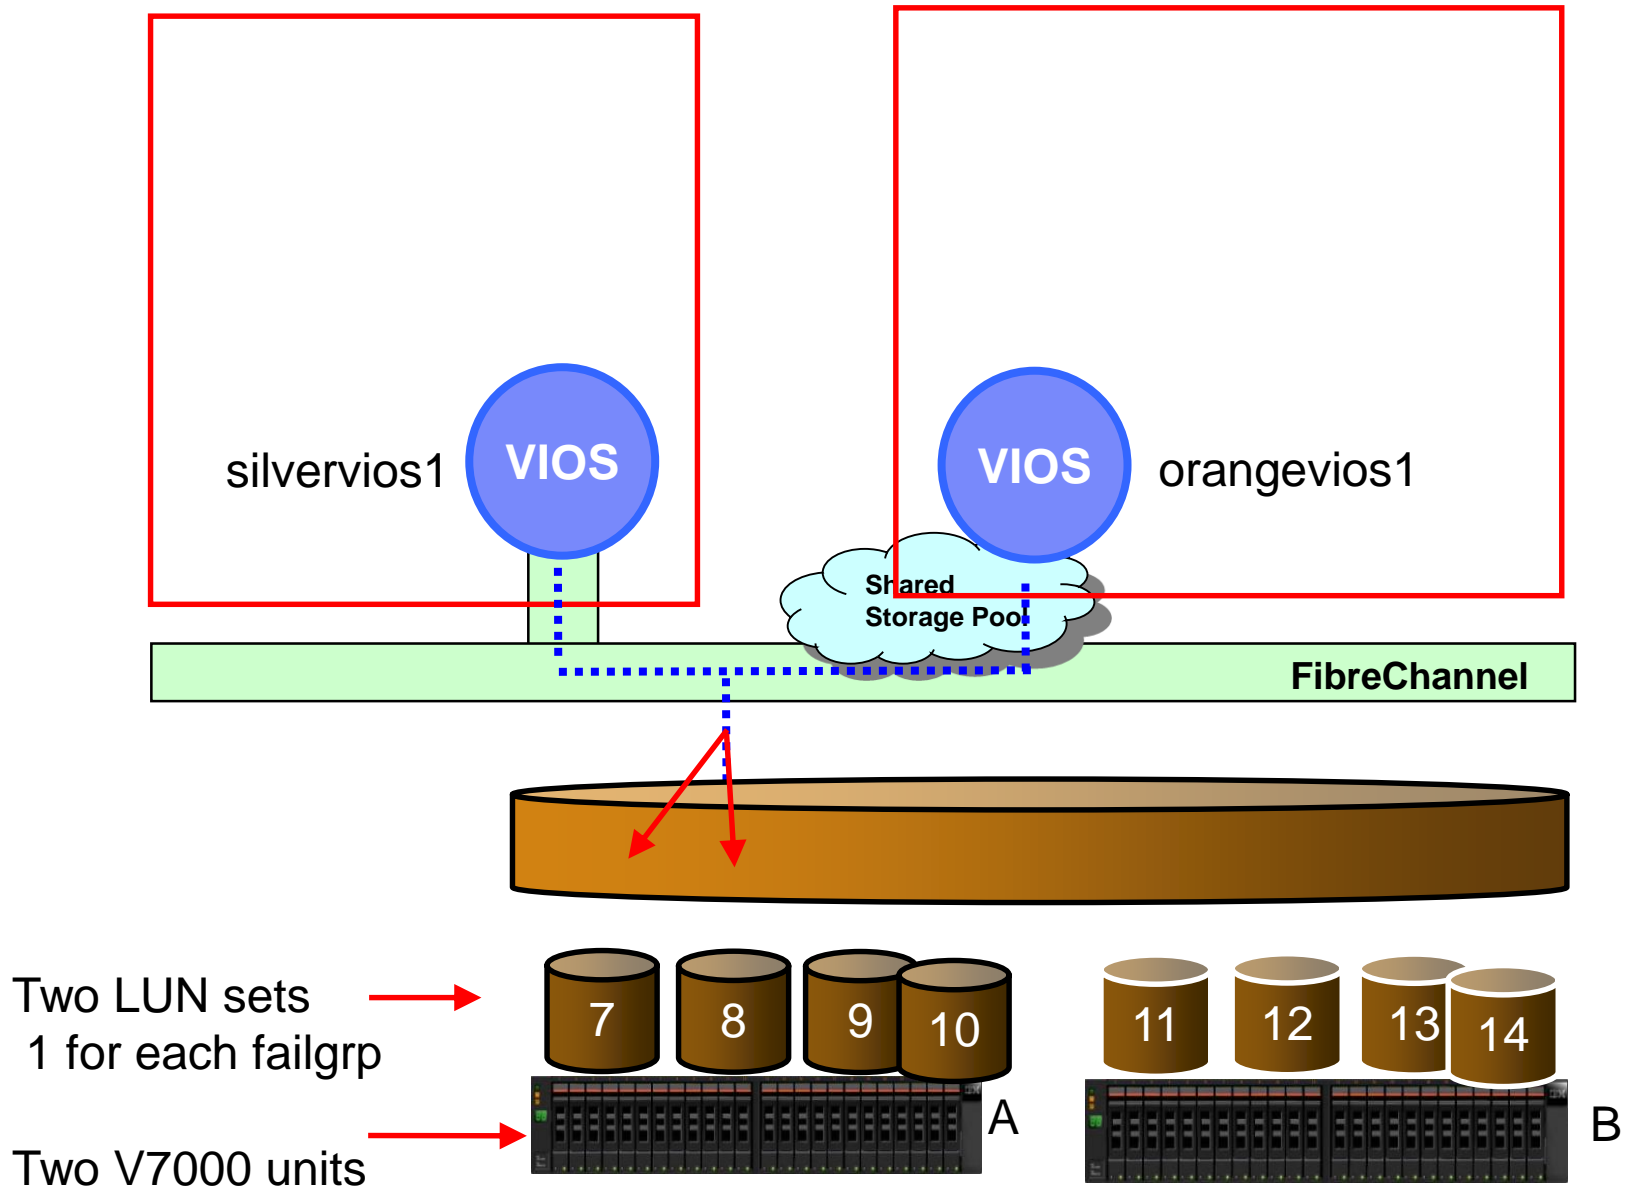 silvervios1
VIOS
VIOS
orangevios1
Shared
Storage Pool
FibreChannel
Two LUN sets
1 for each failgrp
7
8
9
10
11
12
13
14
A
B
Two V7000 units